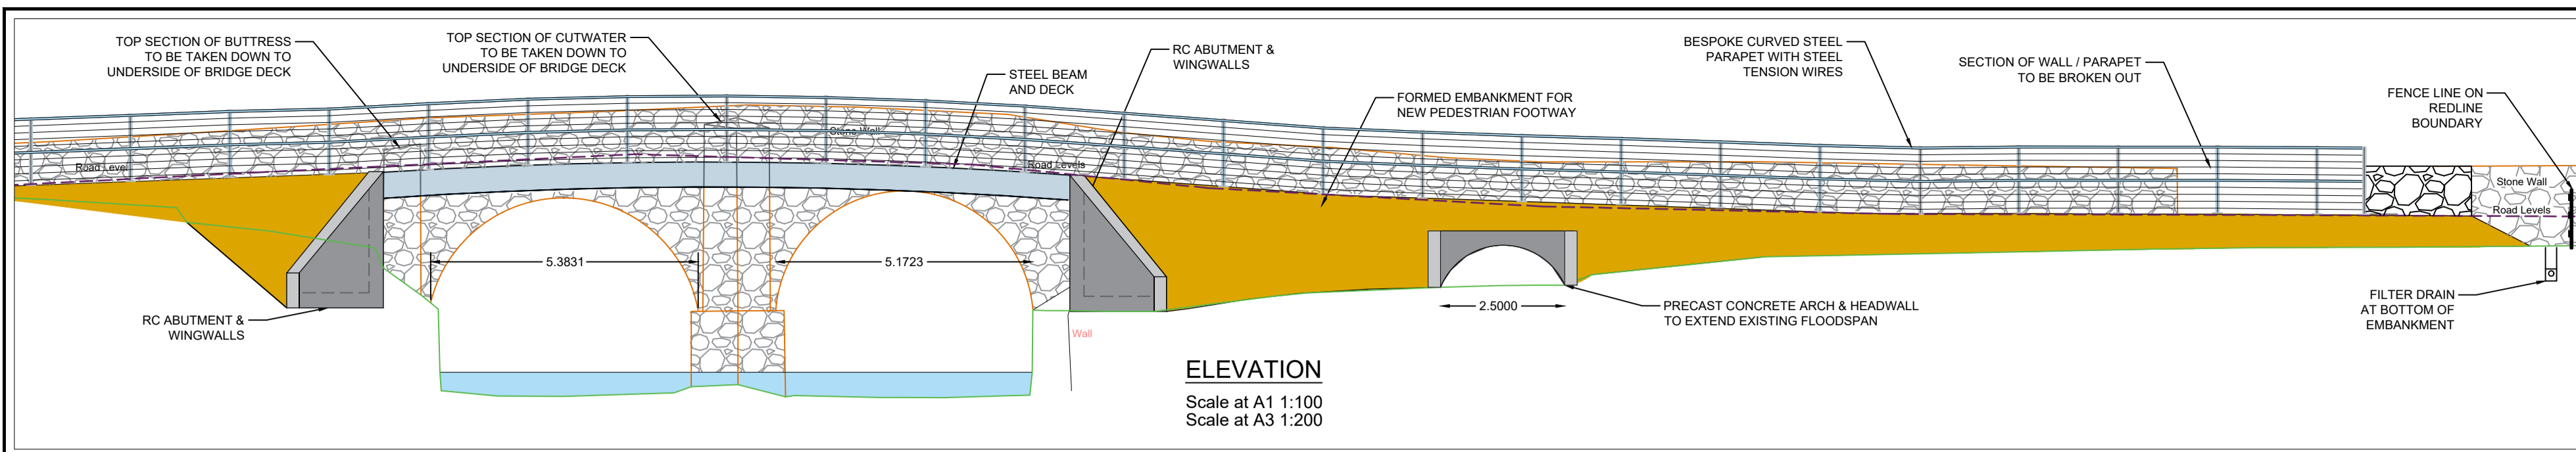 TOP SECTION OF BUTTRESS
TO BE TAKEN DOWN TO
UNDERSIDE OF BRIDGE DECK
TOP SECTION OF CUTWATER
TO BE TAKEN DOWN TO
UNDERSIDE OF BRIDGE DECK
STEEL BEAM
AND DECK
RC ABUTMENT &
WINGWALLS
FORMED EMBANKMENT FOR
NEW PEDESTRIAN FOOTWAY
BESPOKE CURVED STEEL
PARAPET WITH STEEL
TENSION WIRES
SECTION OF WALL / PARAPET
TO BE BROKEN OUT
FENCE LINE ON
REDLINE
BOUNDARY
Stone Wall
Road Level
Road Levels
Stone Wall
Road Levels
5.3831
5.1723
2.5000
RC ABUTMENT &
WINGWALLS
Wall
PRECAST CONCRETE ARCH & HEADWALL
TO EXTEND EXISTING FLOODSPAN
FILTER DRAIN
AT BOTTOM OF
EMBANKMENT
ELEVATION
Scale at A1 1:100
Scale at A3 1:200